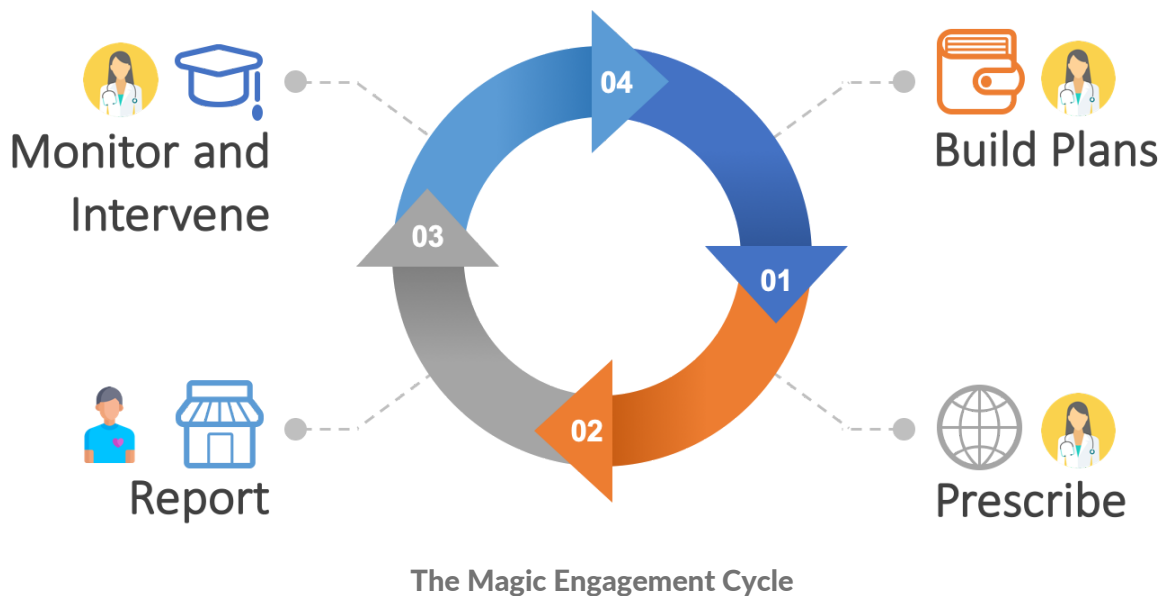 04
Monitor and
Intervene
Build Plans
03
01
02
Report
Prescribe
The Magic Engagement Cycle